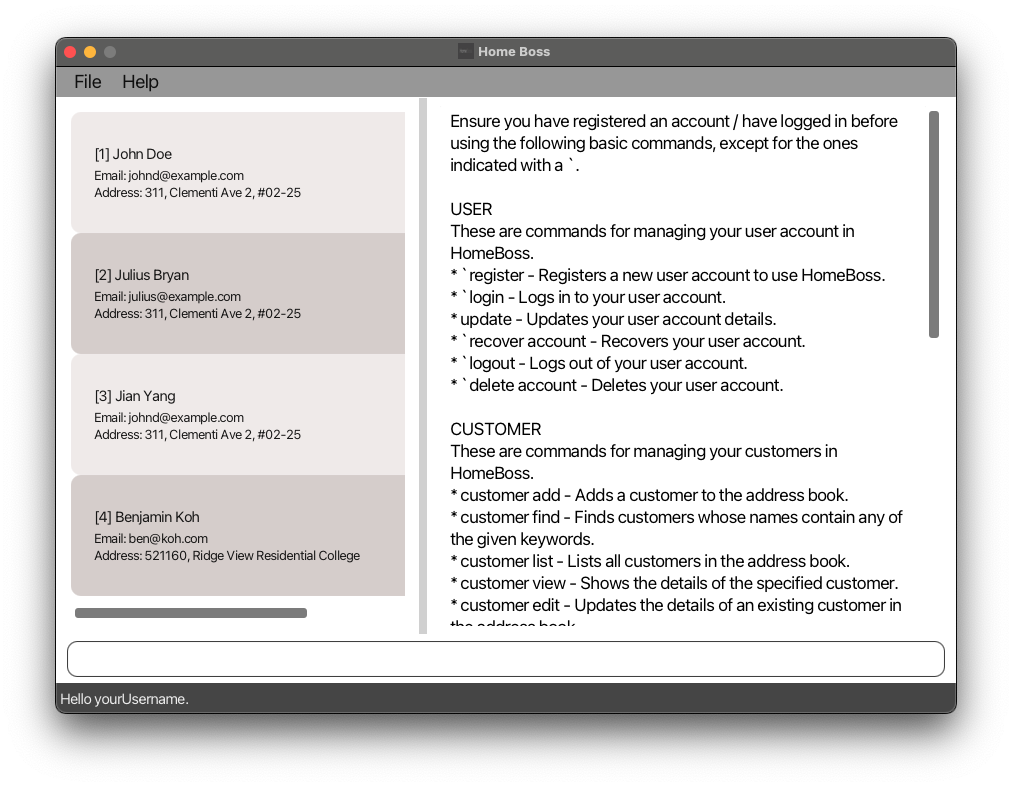 Home Boss
File Help
[1] John Doe
Email: johnd@example.com
Address: 311, Clementi Ave 2, #02-25
[2] Julius Bryan
Email: julius@example.com
Address: 311, Clementi Ave 2, #02-25
[3] Jian Yang
Email: johnd@example.com
Address: 311, Clementi Ave 2, #02-25
[4] Benjamin Koh
Email: ben@koh.com
Address: 521160, Ridge View Residential College
Ensure you have registered an account / have logged in before
using the following basic commands, except for the ones
indicated with a `.
USER
These are commands for managing your user account in
HomeBoss.
* `register - Registers a new user account to use HomeBoss.
* `login - Logs in to your user account.
* update - Updates your user account details.
* `recover account - Recovers your user account.
* `logout - Logs out of your user account.
* `delete account - Deletes your user account.
CUSTOMER
These are commands for managing your customers in
HomeBoss.
* customer add - Adds a customer to the address book.
* customer find - Finds customers whose names contain any of
the given keywords.
* customer list - Lists all customers in the address book.
* customer view - Shows the details of the specified customer.
* customer edit - Updates the details of an existing customer in
the address book.
Hello yourUsername.